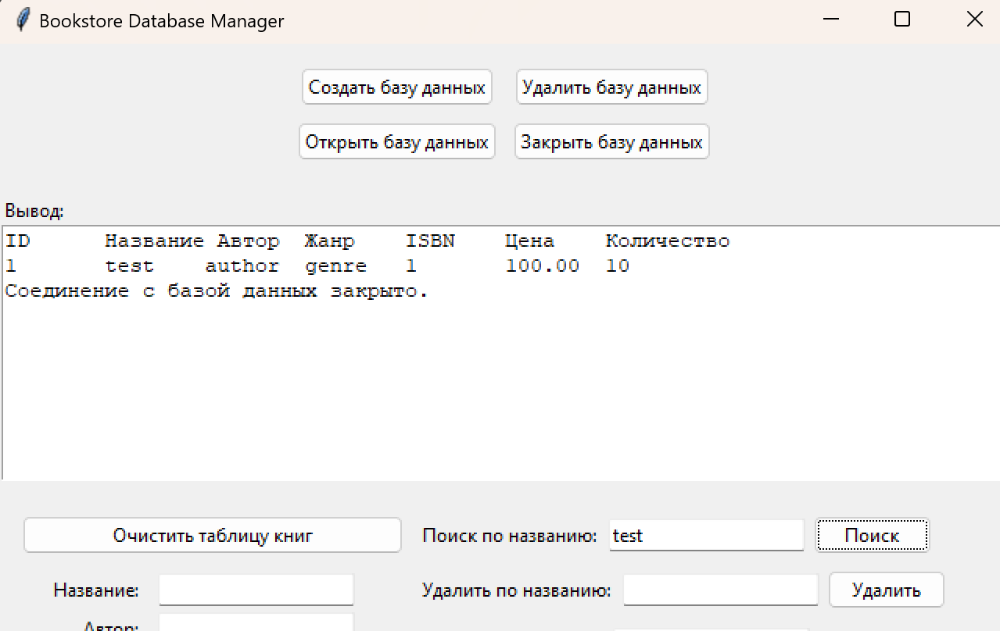 Bookstore Database Manager
Создать базу данных Удалить базу данных
Открыть базу данных Закрыть базу данных
Вывод:
ID Название Автор Жанр ISBN Цена Количество
1 test author genre 1 100.00 10
Соединение с базой данных закрыто.
Очистить таблицу книг Поиск по названию: test Поиск
Название: Удалить по названию: Удалить
Автор: